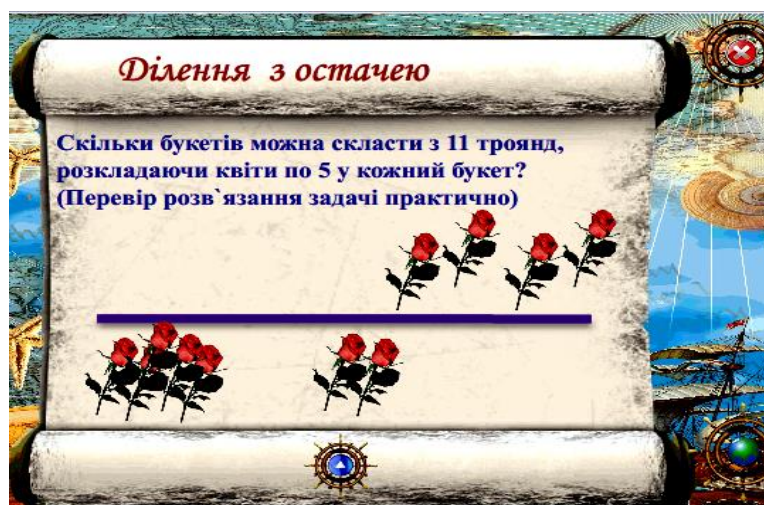 Ділення з остачею
Скільки букетів можна скласти з 11 троянд,
розкладаючи квіти по 5 у кожний букет?
(Перевір розв`язання задачі практично)